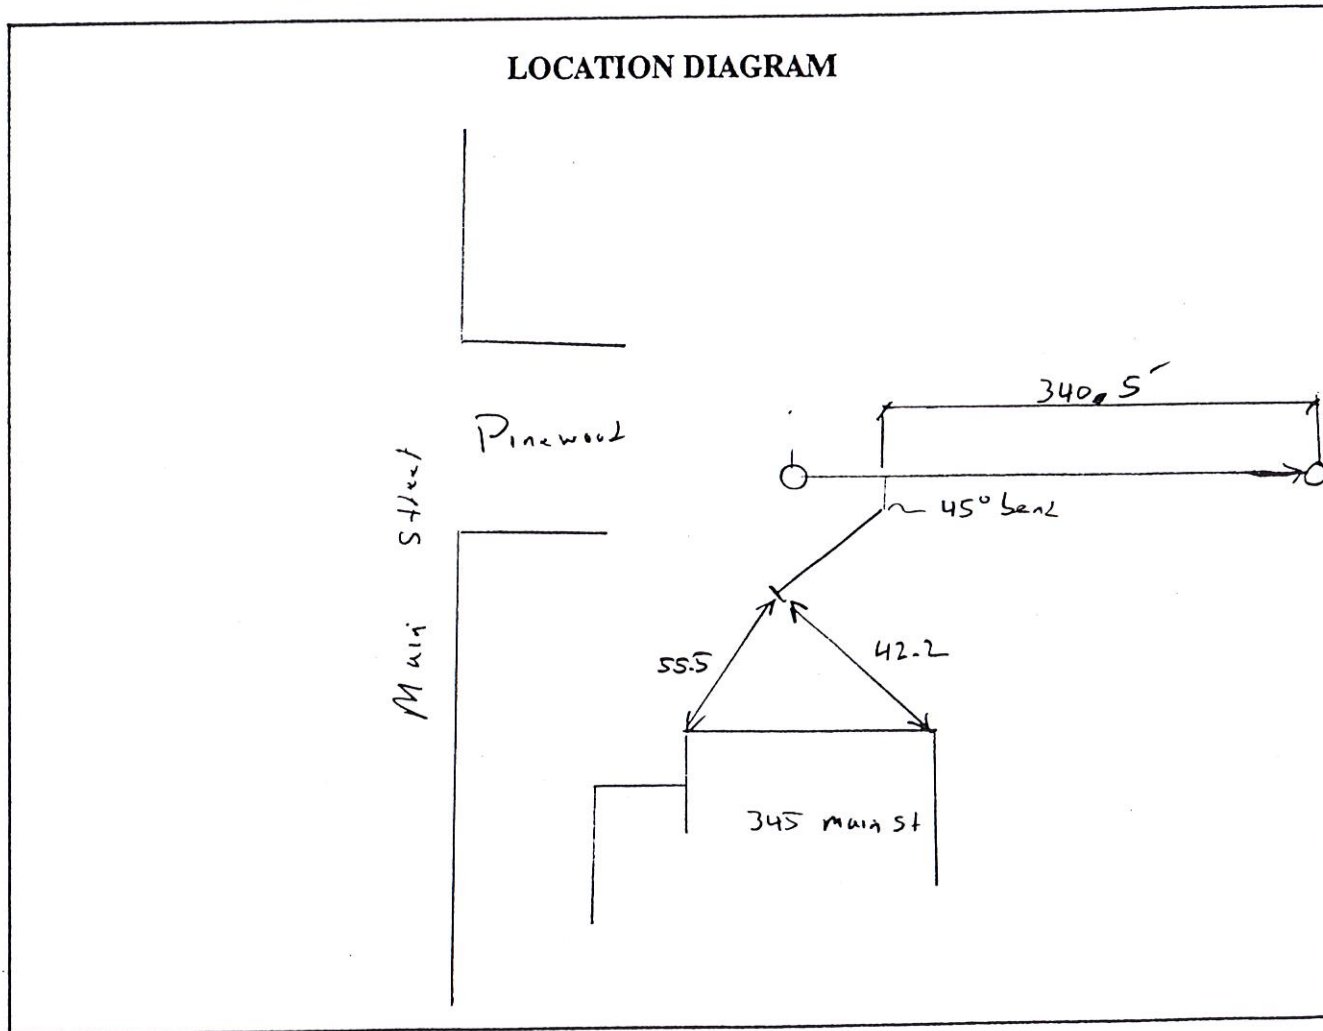 LOCATION DIAGRAM
340.5'
Pinewood
Main Street
45° bend
55.5
42.2
345 main st